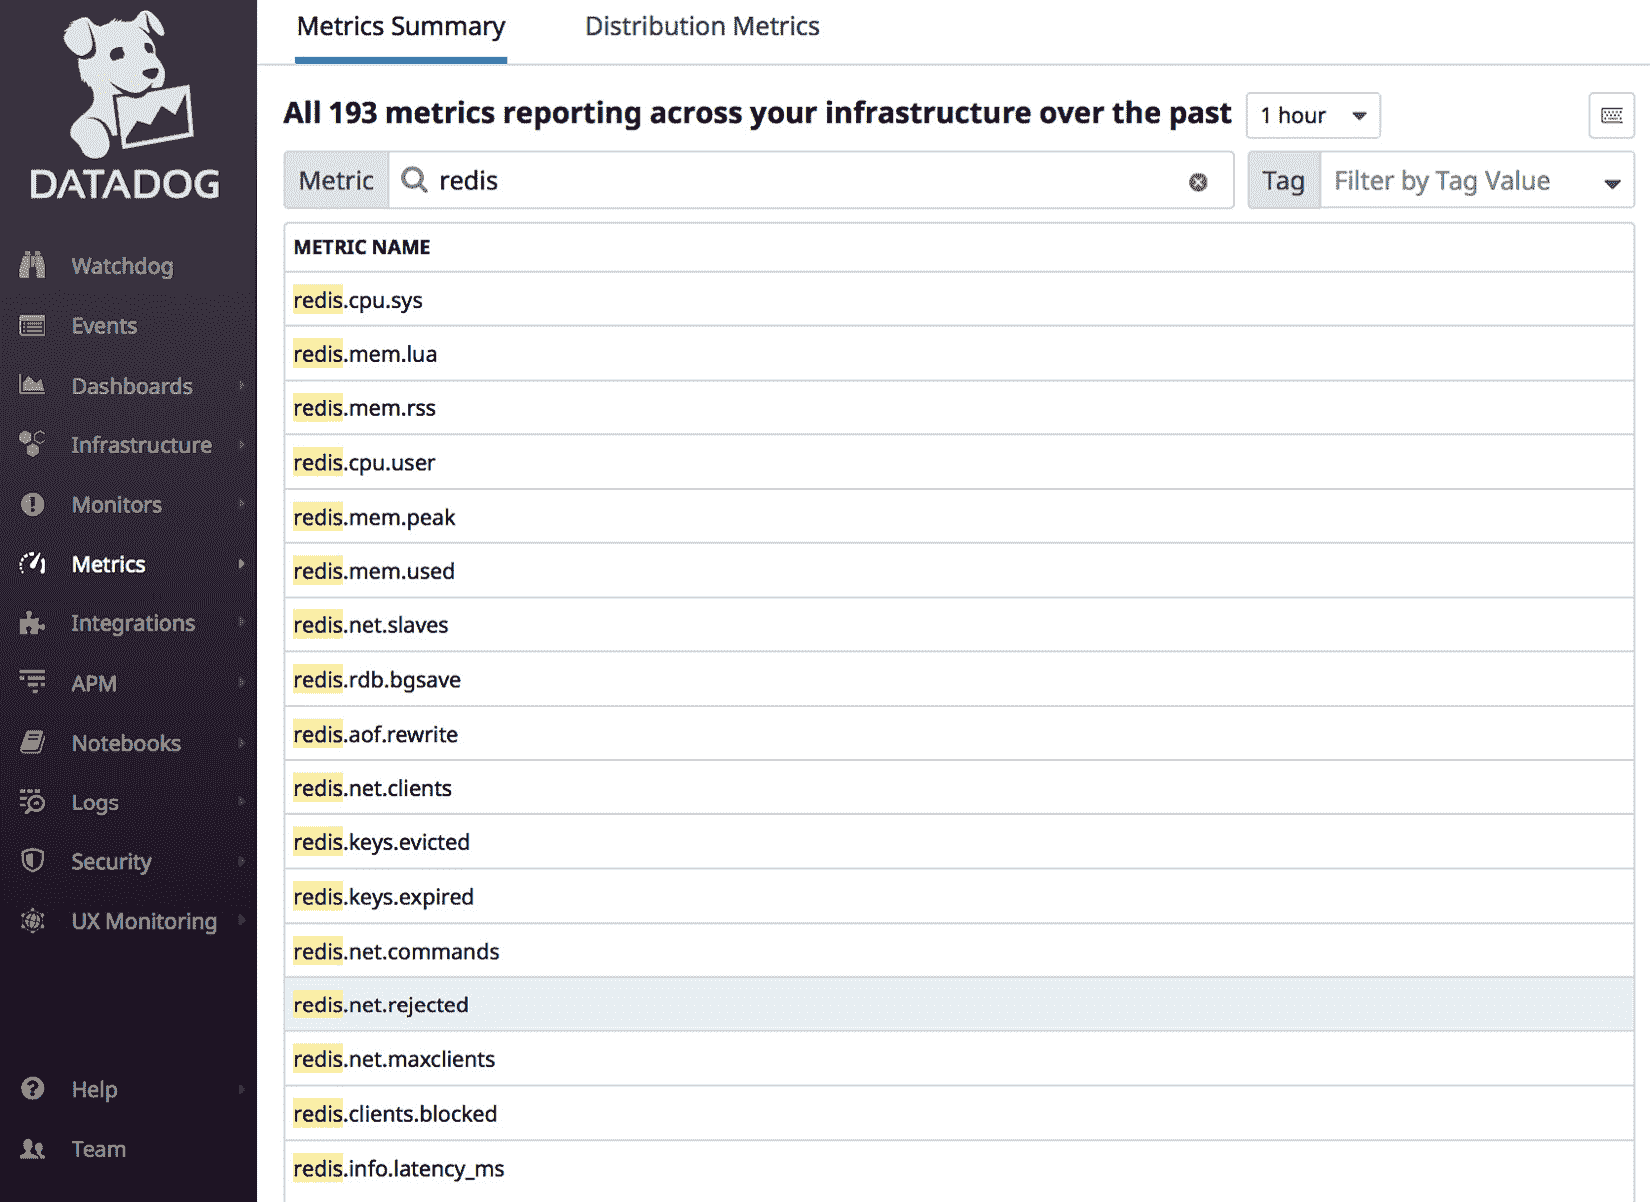 DATADOG
Watchdog
Events
Dashboards
Infrastructure
Monitors
Metrics
Integrations
APM
Notebooks
Logs
Security
UX Monitoring
Help
Team
Metrics Summary Distribution Metrics
All 193 metrics reporting across your infrastructure over the past 1 hour
Metric redis Tag Filter by Tag Value
METRIC NAME
redis.cpu.sys
redis.mem.lua
redis.mem.rss
redis.cpu.user
redis.mem.peak
redis.mem.used
redis.net.slaves
redis.rdb.bgsave
redis.aof.rewrite
redis.net.clients
redis.keys.evicted
redis.keys.expired
redis.net.commands
redis.net.rejected
redis.net.maxclients
redis.clients.blocked
redis.info.latency_ms